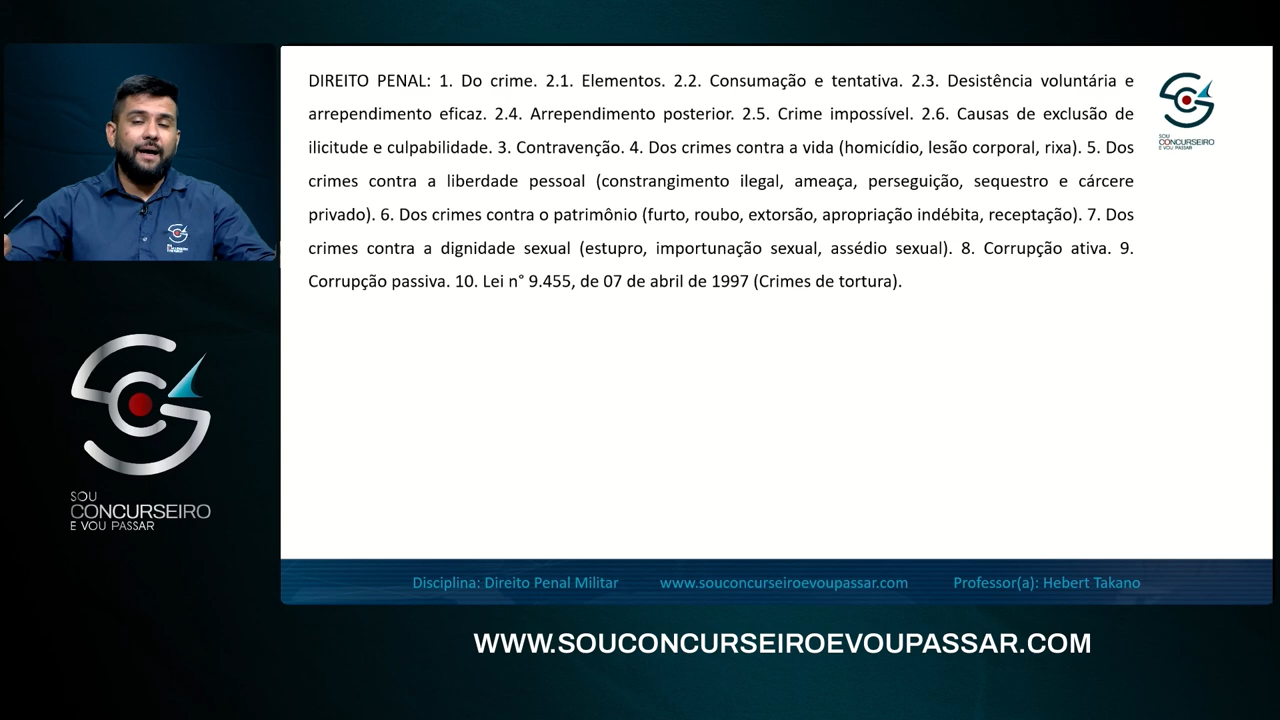 DIREITO PENAL: 1. Do crime. 2.1. Elementos. 2.2. Consumação e tentativa. 2.3. Desistência voluntária e
arrependimento eficaz. 2.4. Arrependimento posterior. 2.5. Crime impossível. 2.6. Causas de exclusão de
ilicitude e culpabilidade. 3. Contravenção. 4. Dos crimes contra a vida (homicídio, lesão corporal, rixa). 5. Dos
crimes contra a liberdade pessoal (constrangimento ilegal, ameaça, perseguição, sequestro e cárcere
privado). 6. Dos crimes contra o patrimônio (furto, roubo, extorsão, apropriação indébita, receptação). 7. Dos
crimes contra a dignidade sexual (estupro, importunação sexual, assédio sexual). 8. Corrupção ativa. 9.
Corrupção passiva. 10. Lei n° 9.455, de 07 de abril de 1997 (Crimes de tortura).
SOU
CONCURSEIRO
E VOU PASSAR
SOU
CONCURSEIRO
E VOU PASSAR
Disciplina: Direito Penal Militar
www.souconcurseiroevoupassar.com
Professor(a): Hebert Takano
WWW.SOUCONCURSEIROEVOUPASSAR.COM